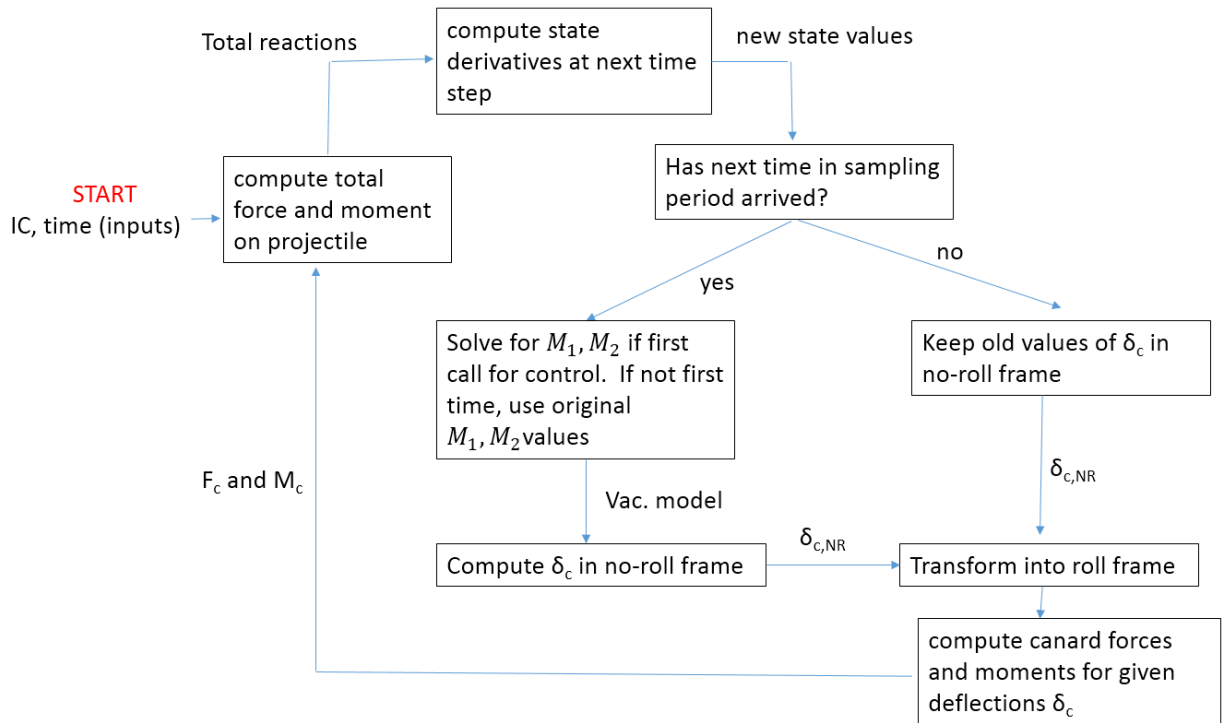 Total reactions
compute state
derivatives at next time
step
new state values
START
IC, time (inputs)
compute total
force and moment
on projectile
Has next time in sampling
period arrived?
yes
no
Solve for M₁, M₂ if first
call for control. If not first
time, use original
M₁, M₂ values
Keep old values of δc in
no-roll frame
Fc and Mc
Vac. model
δc,NR
Compute δc in no-roll frame
δc,NR
Transform into roll frame
compute canard forces
and moments for given
deflections δc